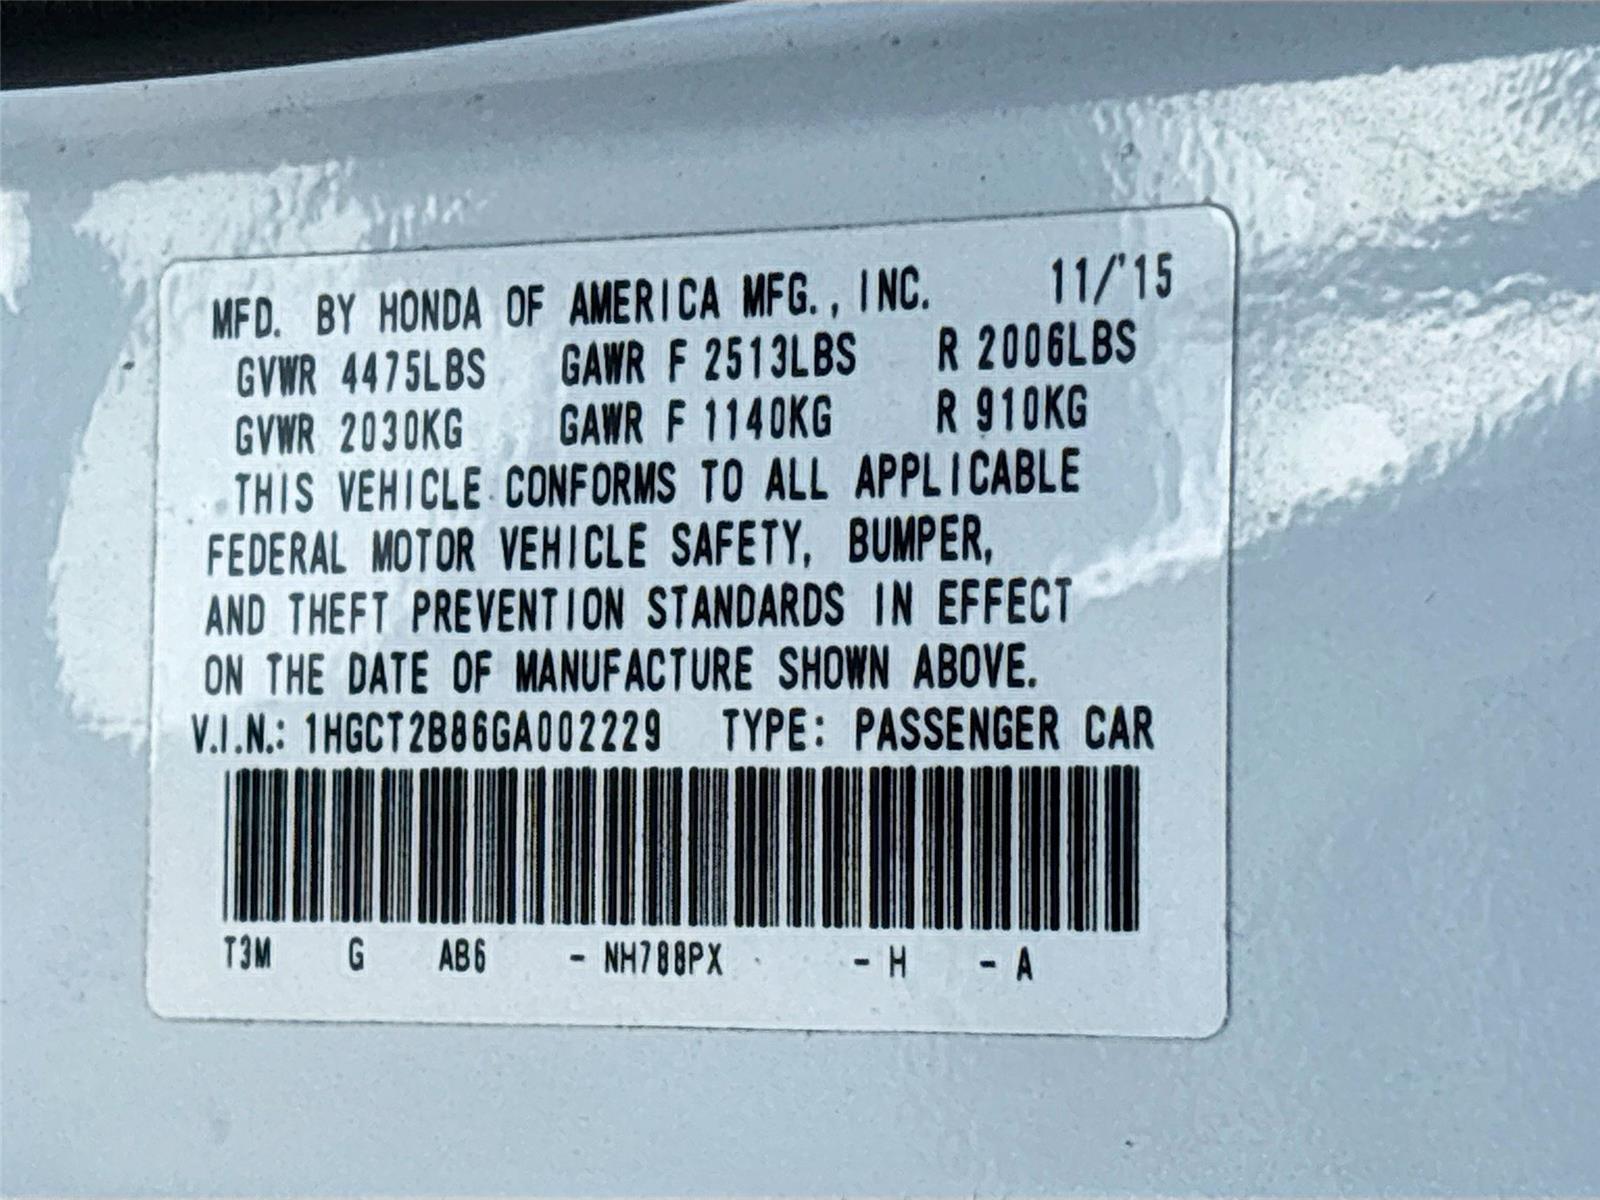 MFD. BY HONDA OF AMERICA MFG., INC. 11/'15
GVWR 4475LBS GAWR F 2513LBS R 2006LBS
GVWR 2030KG GAWR F 1140KG R 910KG
THIS VEHICLE CONFORMS TO ALL APPLICABLE
FEDERAL MOTOR VEHICLE SAFETY, BUMPER,
AND THEFT PREVENTION STANDARDS IN EFFECT
ON THE DATE OF MANUFACTURE SHOWN ABOVE.
V.I.N.: 1HGCT2B86GA002229 TYPE: PASSENGER CAR
T3M G AB6 - NH788PX - H - A